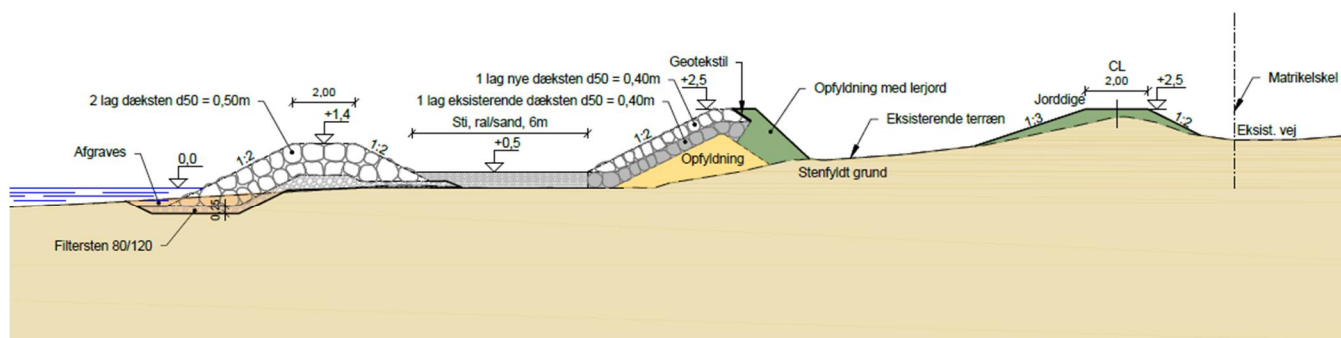 Geotekstil
1 lag nye dæksten d50 = 0,40m
+2,5
CL
2,00
+2,5
Matrikelskel
2 lag dæksten d50 = 0,50m
2,00
1 lag eksisterende dæksten d50 = 0,40m
Opfyldning med lerjord
Jorddige
+1,4
Sti, ral/sand, 6m
Eksisterende terræn
1:3
1:2
Eksist. vej
Afgraves
0,0
1:2
1:2
+0,5
1:2
Opfyldning
Stenfyldt grund
0,25
Filtersten 80/120